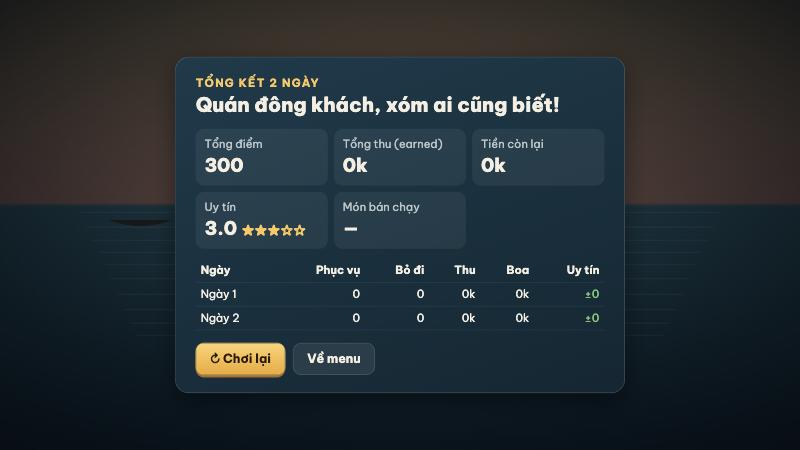 TỔNG KẾT 2 NGÀY
Quán đông khách, xóm ai cũng biết!
Tổng điểm
300
Tổng thu (earned)
0k
Tiền còn lại
0k
Uy tín
3.0 ★★★☆☆
Món bán chạy
—
Ngày Phục vụ Bỏ đi Thu Boa Uy tín
Ngày 1 0 0 0k 0k ±0
Ngày 2 0 0 0k 0k ±0
↻ Chơi lại
Về menu